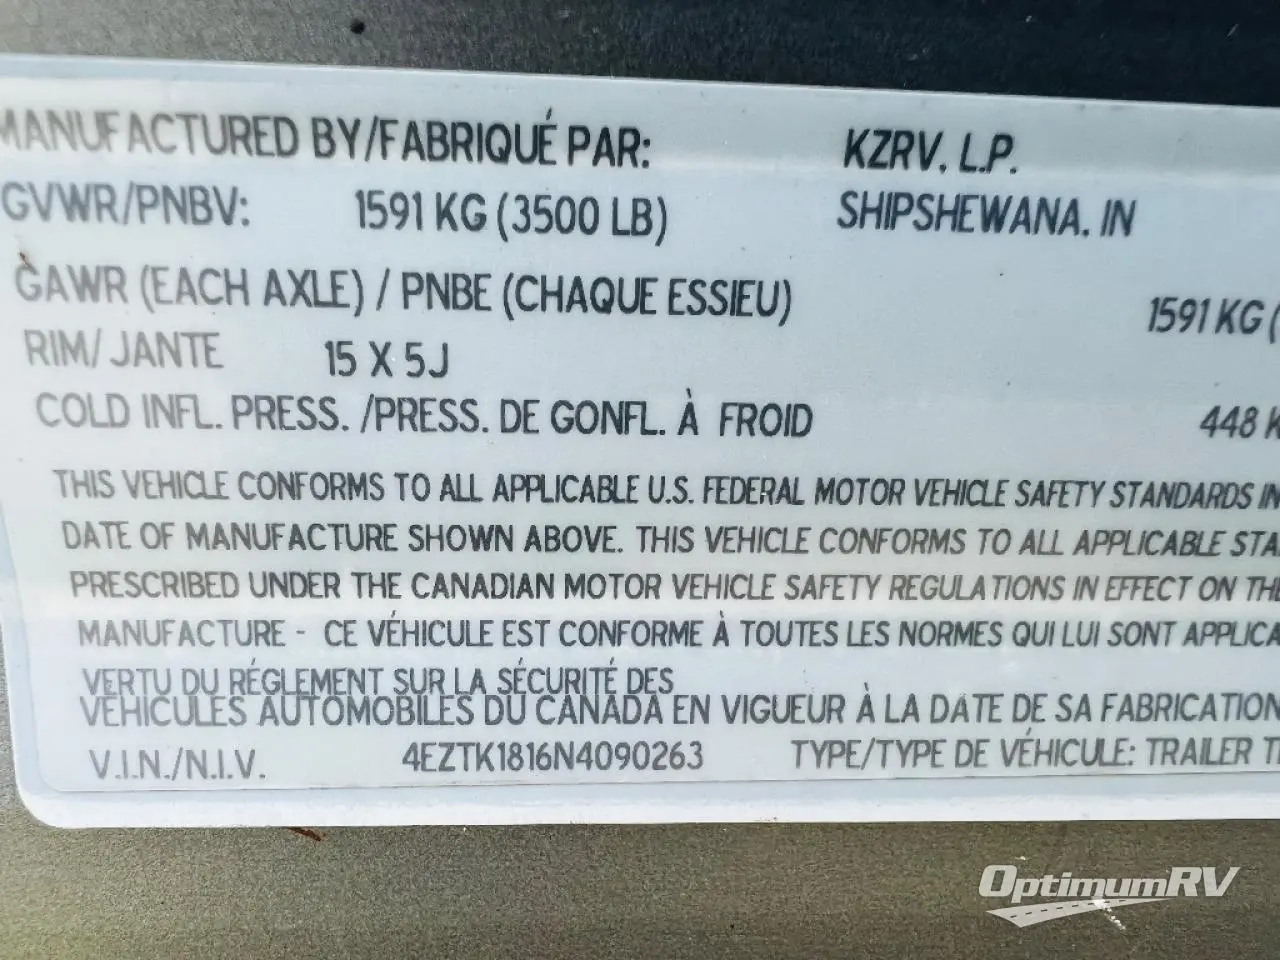 MANUFACTURED BY/FABRIQUÉ PAR: KZRV, L.P.
GVWR/PNBV: 1591 KG (3500 LB) SHIPSHEWANA, IN
GAWR (EACH AXLE) / PNBE (CHAQUE ESSIEU) 1591 KG (
RIM/ JANTE 15 X 5J
COLD INFL. PRESS. /PRESS. DE GONFL. À FROID 448 K
THIS VEHICLE CONFORMS TO ALL APPLICABLE U.S. FEDERAL MOTOR VEHICLE SAFETY STANDARDS IN
DATE OF MANUFACTURE SHOWN ABOVE. THIS VEHICLE CONFORMS TO ALL APPLICABLE STA
PRESCRIBED UNDER THE CANADIAN MOTOR VEHICLE SAFETY REGULATIONS IN EFFECT ON THE
MANUFACTURE - CE VÉHICULE EST CONFORME À TOUTES LES NORMES QUI LUI SONT APPLICA
VERTU DU RÉGLEMENT SUR LA SÉCURITÉ DES
VEHICULES AUTOMOBILES DU CANADA EN VIGUEUR À LA DATE DE SA FABRICATION
V.I.N./N.I.V. 4EZTK1816N4090263 TYPE/TYPE DE VÉHICULE: TRAILER T
OptimumRV